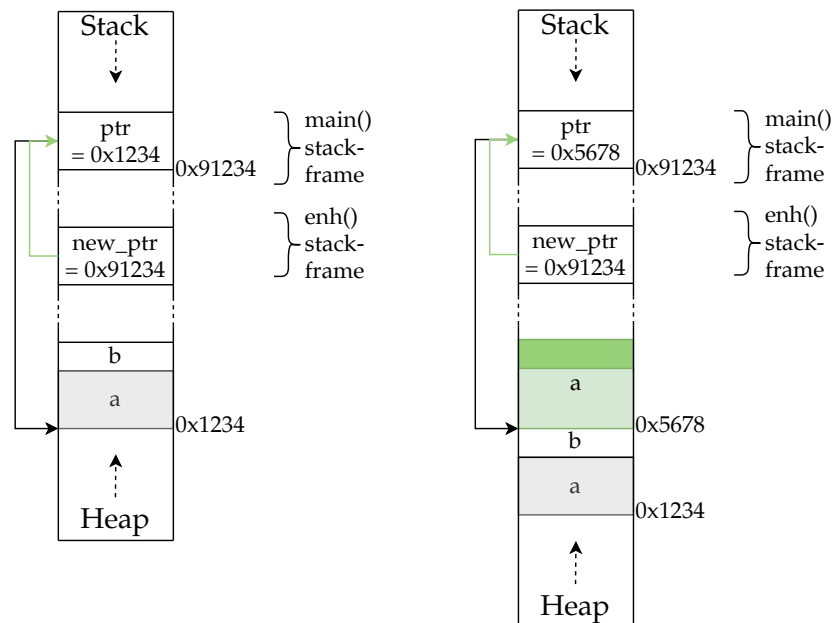 Stack
ptr
= 0x1234
0x91234
main()
stack-
frame
new_ptr
= 0x91234
enh()
stack-
frame
b
a
0x1234
Heap
Stack
ptr
= 0x5678
0x91234
main()
stack-
frame
new_ptr
= 0x91234
enh()
stack-
frame
a
0x5678
b
a
0x1234
Heap